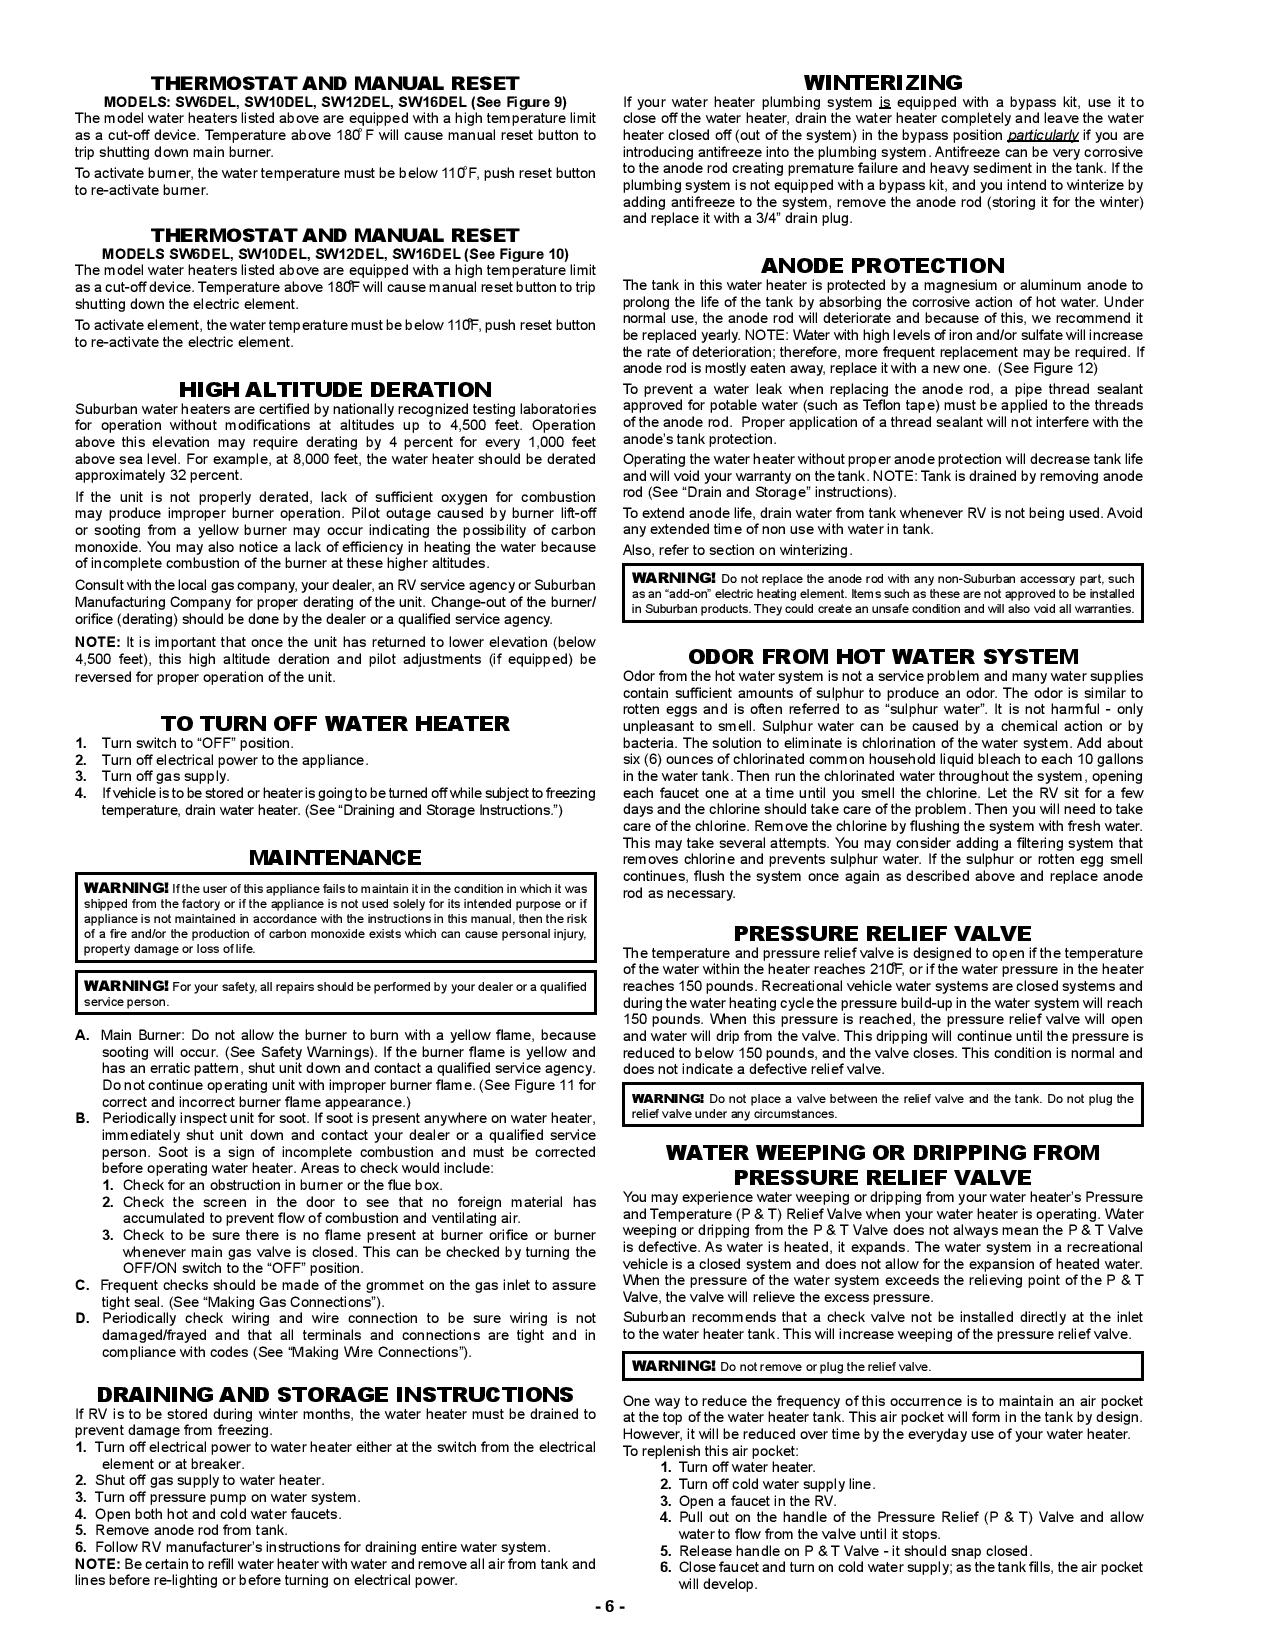 THERMOSTAT AND MANUAL RESET
MODELS: SW6DEL, SW10DEL, SW12DEL, SW16DEL (See Figure 9)
The model water heaters listed above are equipped with a high temperature limit
as a cut-off device. Temperature above 180° F will cause manual reset button to
trip shutting down main burner.
To activate burner, the water temperature must be below 110°F, push reset button
to re-activate burner.
THERMOSTAT AND MANUAL RESET
MODELS SW6DEL, SW10DEL, SW12DEL, SW16DEL (See Figure 10)
The model water heaters listed above are equipped with a high temperature limit
as a cut-off device. Temperature above 180°F will cause manual reset button to trip
shutting down the electric element.
To activate element, the water temperature must be below 110°F, push reset button
to re-activate the electric element.
HIGH ALTITUDE DERATION
Suburban water heaters are certified by nationally recognized testing laboratories
for operation without modifications at altitudes up to 4,500 feet. Operation
above this elevation may require derating by 4 percent for every 1,000 feet
above sea level. For example, at 8,000 feet, the water heater should be derated
approximately 32 percent.
If the unit is not properly derated, lack of sufficient oxygen for combustion
may produce improper burner operation. Pilot outage caused by burner lift-off
or sooting from a yellow burner may occur indicating the possibility of carbon
monoxide. You may also notice a lack of efficiency in heating the water because
of incomplete combustion of the burner at these higher altitudes.
Consult with the local gas company, your dealer, an RV service agency or Suburban
Manufacturing Company for proper derating of the unit. Change-out of the burner/
orifice (derating) should be done by the dealer or a qualified service agency.
NOTE: It is important that once the unit has returned to lower elevation (below
4,500 feet), this high altitude deration and pilot adjustments (if equipped) be
reversed for proper operation of the unit.
TO TURN OFF WATER HEATER
1. Turn switch to “OFF” position.
2. Turn off electrical power to the appliance.
3. Turn off gas supply.
4. If vehicle is to be stored or heater is going to be turned off while subject to freezing
temperature, drain water heater. (See “Draining and Storage Instructions.”)
MAINTENANCE
WARNING! If the user of this appliance fails to maintain it in the condition in which it was
shipped from the factory or if the appliance is not used solely for its intended purpose or if
appliance is not maintained in accordance with the instructions in this manual, then the risk
of a fire and/or the production of carbon monoxide exists which can cause personal injury,
property damage or loss of life.
WARNING! For your safety, all repairs should be performed by your dealer or a qualified
service person.
A. Main Burner: Do not allow the burner to burn with a yellow flame, because
sooting will occur. (See Safety Warnings). If the burner flame is yellow and
has an erratic pattern, shut unit down and contact a qualified service agency.
Do not continue operating unit with improper burner flame. (See Figure 11 for
correct and incorrect burner flame appearance.)
B. Periodically inspect unit for soot. If soot is present anywhere on water heater,
immediately shut unit down and contact your dealer or a qualified service
person. Soot is a sign of incomplete combustion and must be corrected
before operating water heater. Areas to check would include:
1. Check for an obstruction in burner or the flue box.
2. Check the screen in the door to see that no foreign material has
accumulated to prevent flow of combustion and ventilating air.
3. Check to be sure there is no flame present at burner orifice or burner
whenever main gas valve is closed. This can be checked by turning the
OFF/ON switch to the “OFF” position.
C. Frequent checks should be made of the grommet on the gas inlet to assure
tight seal. (See “Making Gas Connections”).
D. Periodically check wiring and wire connection to be sure wiring is not
damaged/frayed and that all terminals and connections are tight and in
compliance with codes (See “Making Wire Connections”).
DRAINING AND STORAGE INSTRUCTIONS
If RV is to be stored during winter months, the water heater must be drained to
prevent damage from freezing.
1. Turn off electrical power to water heater either at the switch from the electrical
element or at breaker.
2. Shut off gas supply to water heater.
3. Turn off pressure pump on water system.
4. Open both hot and cold water faucets.
5. Remove anode rod from tank.
6. Follow RV manufacturer’s instructions for draining entire water system.
NOTE: Be certain to refill water heater with water and remove all air from tank and
lines before re-lighting or before turning on electrical power.
WINTERIZING
If your water heater plumbing system is equipped with a bypass kit, use it to
close off the water heater, drain the water heater completely and leave the water
heater closed off (out of the system) in the bypass position particularly if you are
introducing antifreeze into the plumbing system. Antifreeze can be very corrosive
to the anode rod creating premature failure and heavy sediment in the tank. If the
plumbing system is not equipped with a bypass kit, and you intend to winterize by
adding antifreeze to the system, remove the anode rod (storing it for the winter)
and replace it with a 3/4” drain plug.
ANODE PROTECTION
The tank in this water heater is protected by a magnesium or aluminum anode to
prolong the life of the tank by absorbing the corrosive action of hot water. Under
normal use, the anode rod will deteriorate and because of this, we recommend it
be replaced yearly. NOTE: Water with high levels of iron and/or sulfate will increase
the rate of deterioration; therefore, more frequent replacement may be required. If
anode rod is mostly eaten away, replace it with a new one. (See Figure 12)
To prevent a water leak when replacing the anode rod, a pipe thread sealant
approved for potable water (such as Teflon tape) must be applied to the threads
of the anode rod. Proper application of a thread sealant will not interfere with the
anode’s tank protection.
Operating the water heater without proper anode protection will decrease tank life
and will void your warranty on the tank. NOTE: Tank is drained by removing anode
rod (See “Drain and Storage” instructions).
To extend anode life, drain water from tank whenever RV is not being used. Avoid
any extended time of non use with water in tank.
Also, refer to section on winterizing.
WARNING! Do not replace the anode rod with any non-Suburban accessory part, such
as an “add-on” electric heating element. Items such as these are not approved to be installed
in Suburban products. They could create an unsafe condition and will also void all warranties.
ODOR FROM HOT WATER SYSTEM
Odor from the hot water system is not a service problem and many water supplies
contain sufficient amounts of sulphur to produce an odor. The odor is similar to
rotten eggs and is often referred to as “sulphur water”. It is not harmful - only
unpleasant to smell. Sulphur water can be caused by a chemical action or by
bacteria. The solution to eliminate is chlorination of the water system. Add about
six (6) ounces of chlorinated common household liquid bleach to each 10 gallons
in the water tank. Then run the chlorinated water throughout the system, opening
each faucet one at a time until you smell the chlorine. Let the RV sit for a few
days and the chlorine should take care of the problem. Then you will need to take
care of the chlorine. Remove the chlorine by flushing the system with fresh water.
This may take several attempts. You may consider adding a filtering system that
removes chlorine and prevents sulphur water. If the sulphur or rotten egg smell
continues, flush the system once again as described above and replace anode
rod as necessary.
PRESSURE RELIEF VALVE
The temperature and pressure relief valve is designed to open if the temperature
of the water within the heater reaches 210°F, or if the water pressure in the heater
reaches 150 pounds. Recreational vehicle water systems are closed systems and
during the water heating cycle the pressure build-up in the water system will reach
150 pounds. When this pressure is reached, the pressure relief valve will open
and water will drip from the valve. This dripping will continue until the pressure is
reduced to below 150 pounds, and the valve closes. This condition is normal and
does not indicate a defective relief valve.
WARNING! Do not place a valve between the relief valve and the tank. Do not plug the
relief valve under any circumstances.
WATER WEEPING OR DRIPPING FROM
PRESSURE RELIEF VALVE
You may experience water weeping or dripping from your water heater’s Pressure
and Temperature (P & T) Relief Valve when your water heater is operating. Water
weeping or dripping from the P & T Valve does not always mean the P & T Valve
is defective. As water is heated, it expands. The water system in a recreational
vehicle is a closed system and does not allow for the expansion of heated water.
When the pressure of the water system exceeds the relieving point of the P & T
Valve, the valve will relieve the excess pressure.
Suburban recommends that a check valve not be installed directly at the inlet
to the water heater tank. This will increase weeping of the pressure relief valve.
WARNING! Do not remove or plug the relief valve.
One way to reduce the frequency of this occurrence is to maintain an air pocket
at the top of the water heater tank. This air pocket will form in the tank by design.
However, it will be reduced over time by the everyday use of your water heater.
To replenish this air pocket:
1. Turn off water heater.
2. Turn off cold water supply line.
3. Open a faucet in the RV.
4. Pull out on the handle of the Pressure Relief (P & T) Valve and allow
water to flow from the valve until it stops.
5. Release handle on P & T Valve - it should snap closed.
6. Close faucet and turn on cold water supply; as the tank fills, the air pocket
will develop.
- 6 -